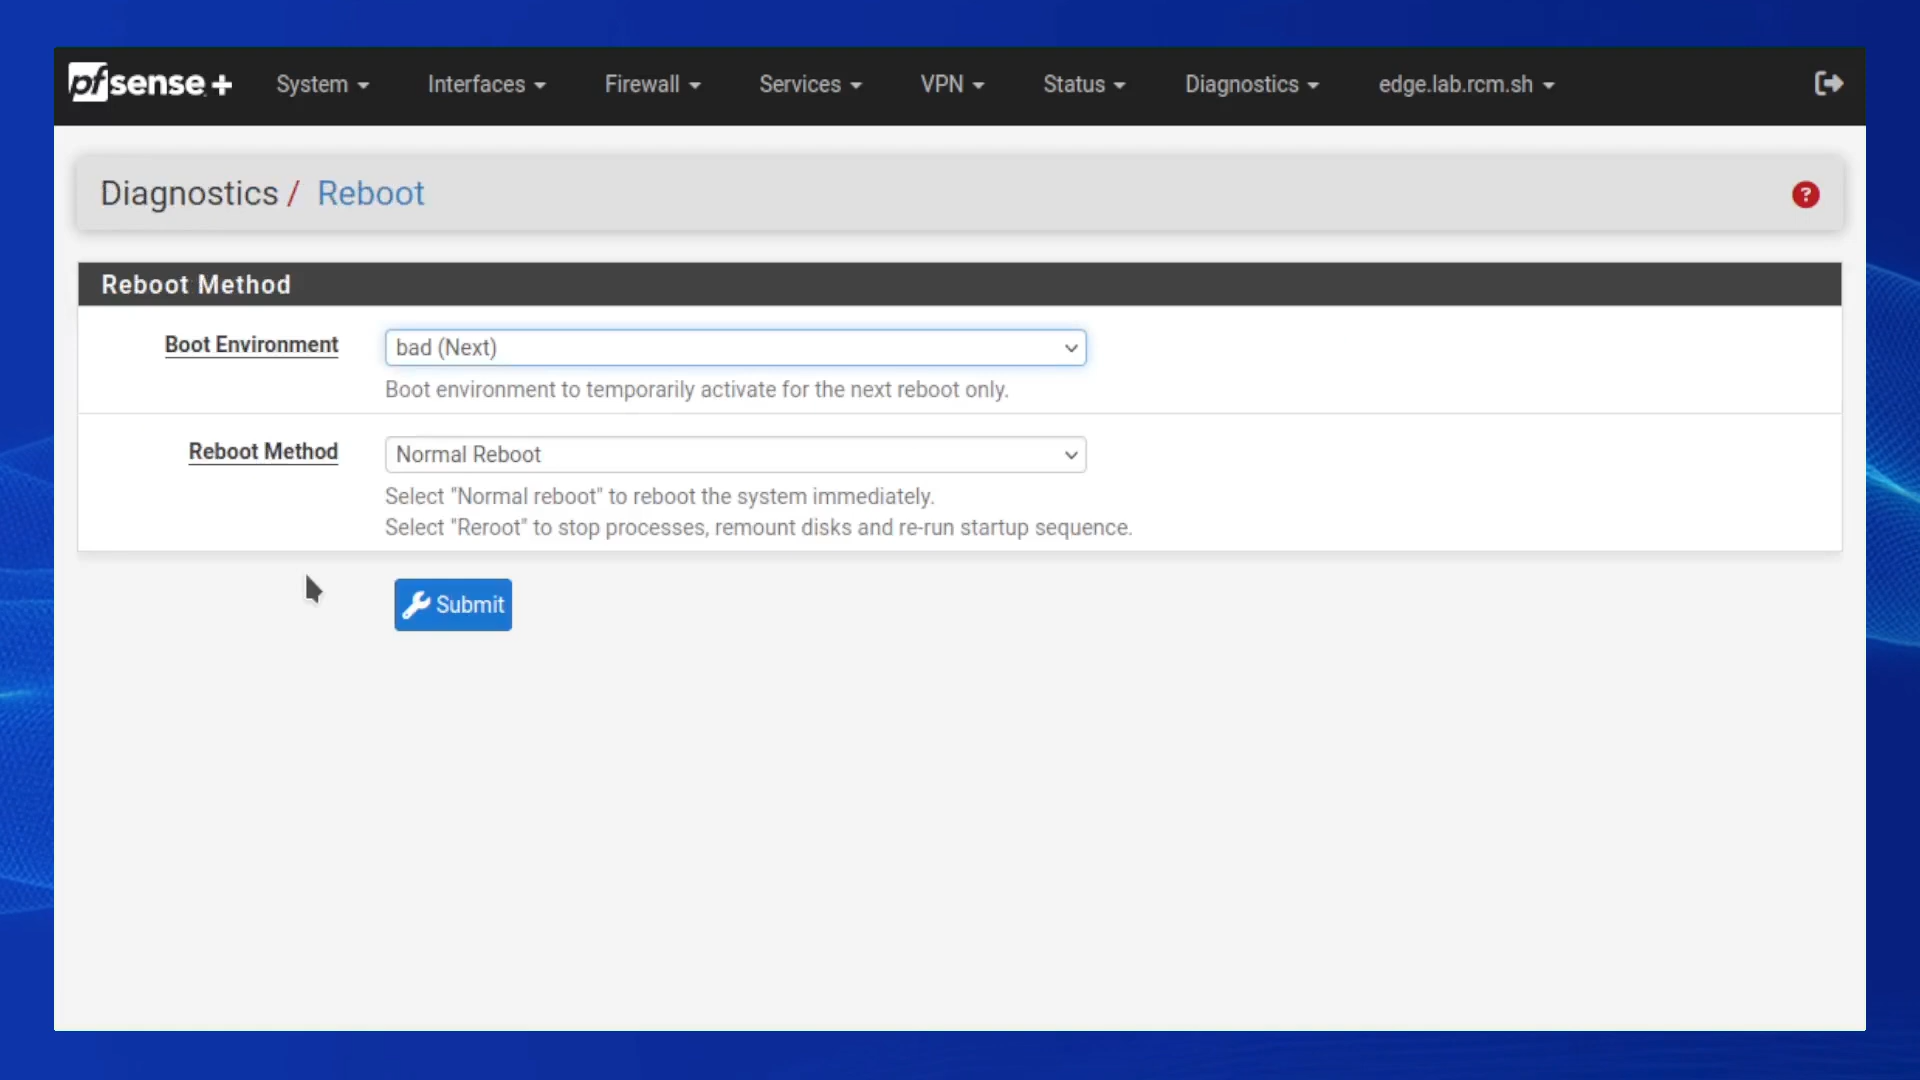 pfsense+ System Interfaces Firewall Services VPN Status Diagnostics edge.lab.rcm.sh
Diagnostics / Reboot ?
Reboot Method
Boot Environment bad (Next)
Boot environment to temporarily activate for the next reboot only.
Reboot Method Normal Reboot
Select "Normal reboot" to reboot the system immediately.
Select "Reroot" to stop processes, remount disks and re-run startup sequence.
Submit